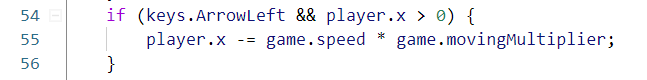 54 if (keys.ArrowLeft && player.x > 0) {
55 player.x -= game.speed * game.movingMultiplier;
56 }